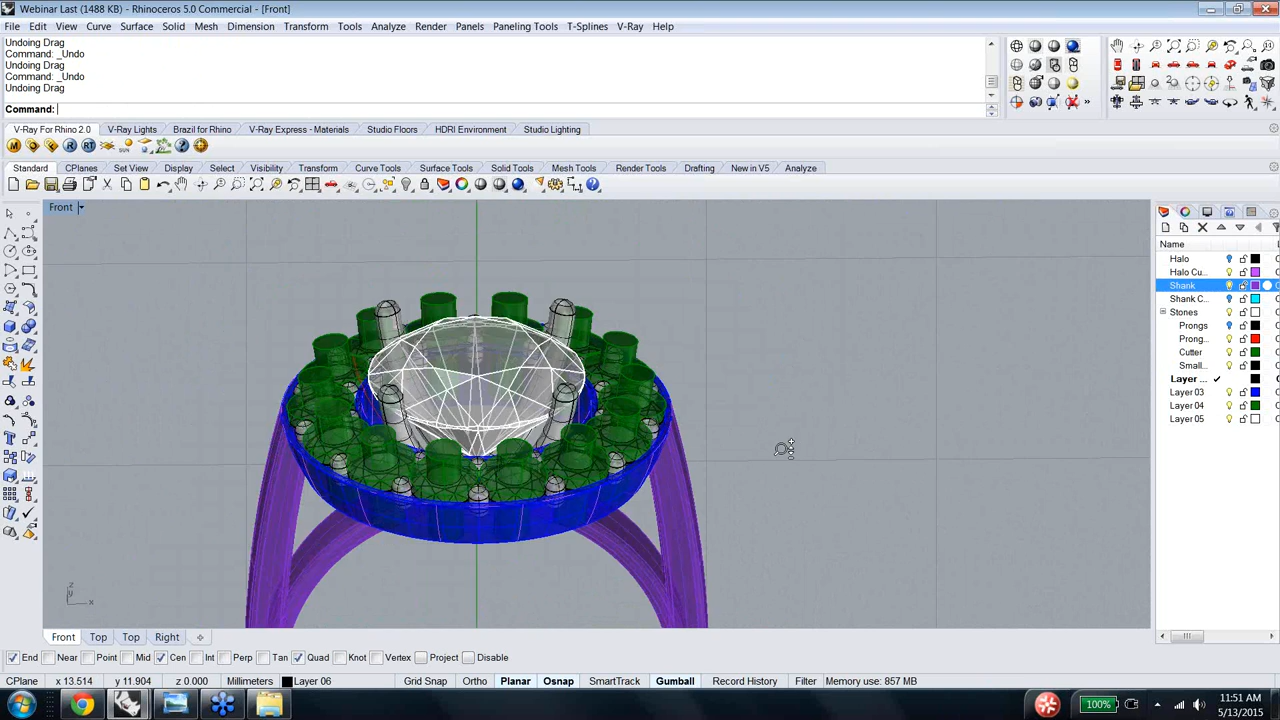 Webinar Last (1488 KB) - Rhinoceros 5.0 Commercial - [Front]
File Edit View Curve Surface Solid Mesh Dimension Transform Tools Analyze Render Panels Paneling Tools T-Splines V-Ray Help
Undoing Drag
Command: _Undo
Undoing Drag
Command: _Undo
Undoing Drag
Command:
V-Ray For Rhino 2.0 V-Ray Lights Brazil for Rhino V-Ray Express - Materials Studio Floors HDRI Environment Studio Lighting
Standard CPlanes Set View Display Select Visibility Transform Curve Tools Surface Tools Solid Tools Mesh Tools Render Tools Drafting New in V5 Analyze
Front
Name
Halo
Halo Cu...
Shank
Shank C...
Stones
Prongs
Prong...
Cutter
Small...
Layer ...
Layer 03
Layer 04
Layer 05
z
y
x
Front Top Top Right
End Near Point Mid Cen Int Perp Tan Quad Knot Vertex Project Disable
CPlane x 13.514 y 11.904 z 0.000 Millimeters Layer 06 Grid Snap Ortho Planar Osnap SmartTrack Gumball Record History Filter Memory use: 857 MB
100%
11:51 AM
5/13/2015